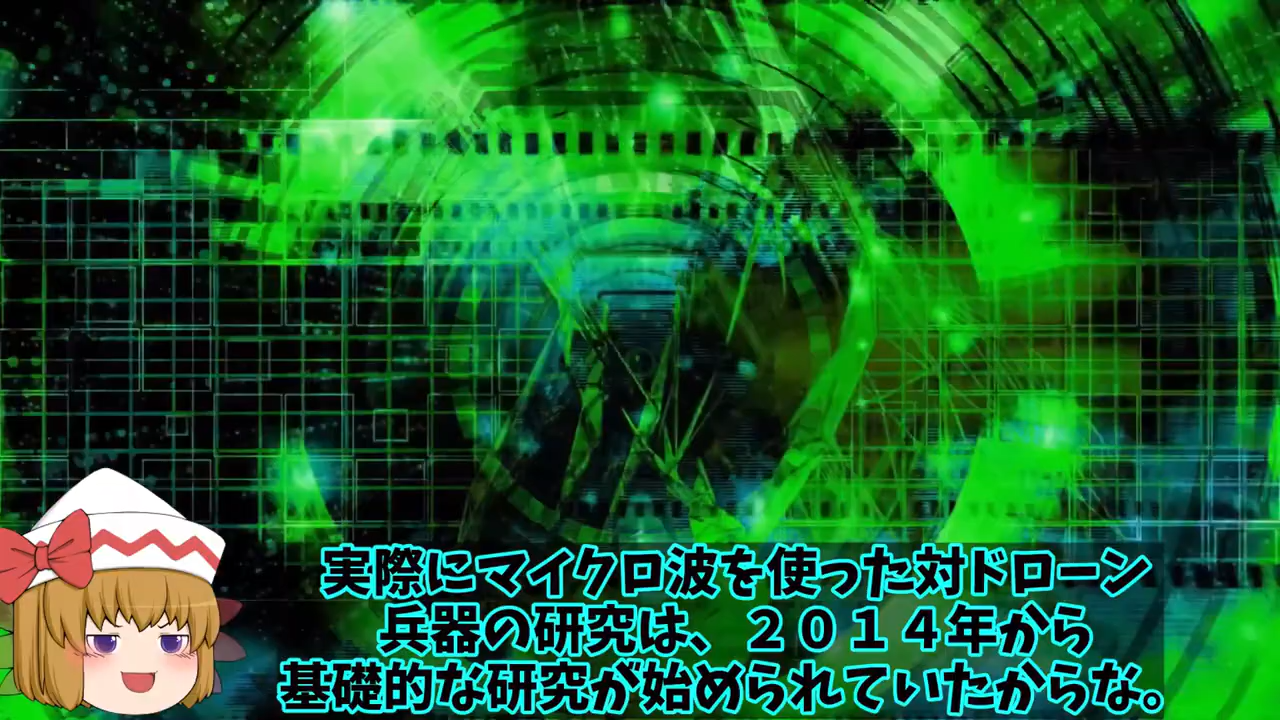 実際にマイクロ波を使った対ドローン
兵器の研究は、２０１４年から
基礎的な研究が始められていたからな。